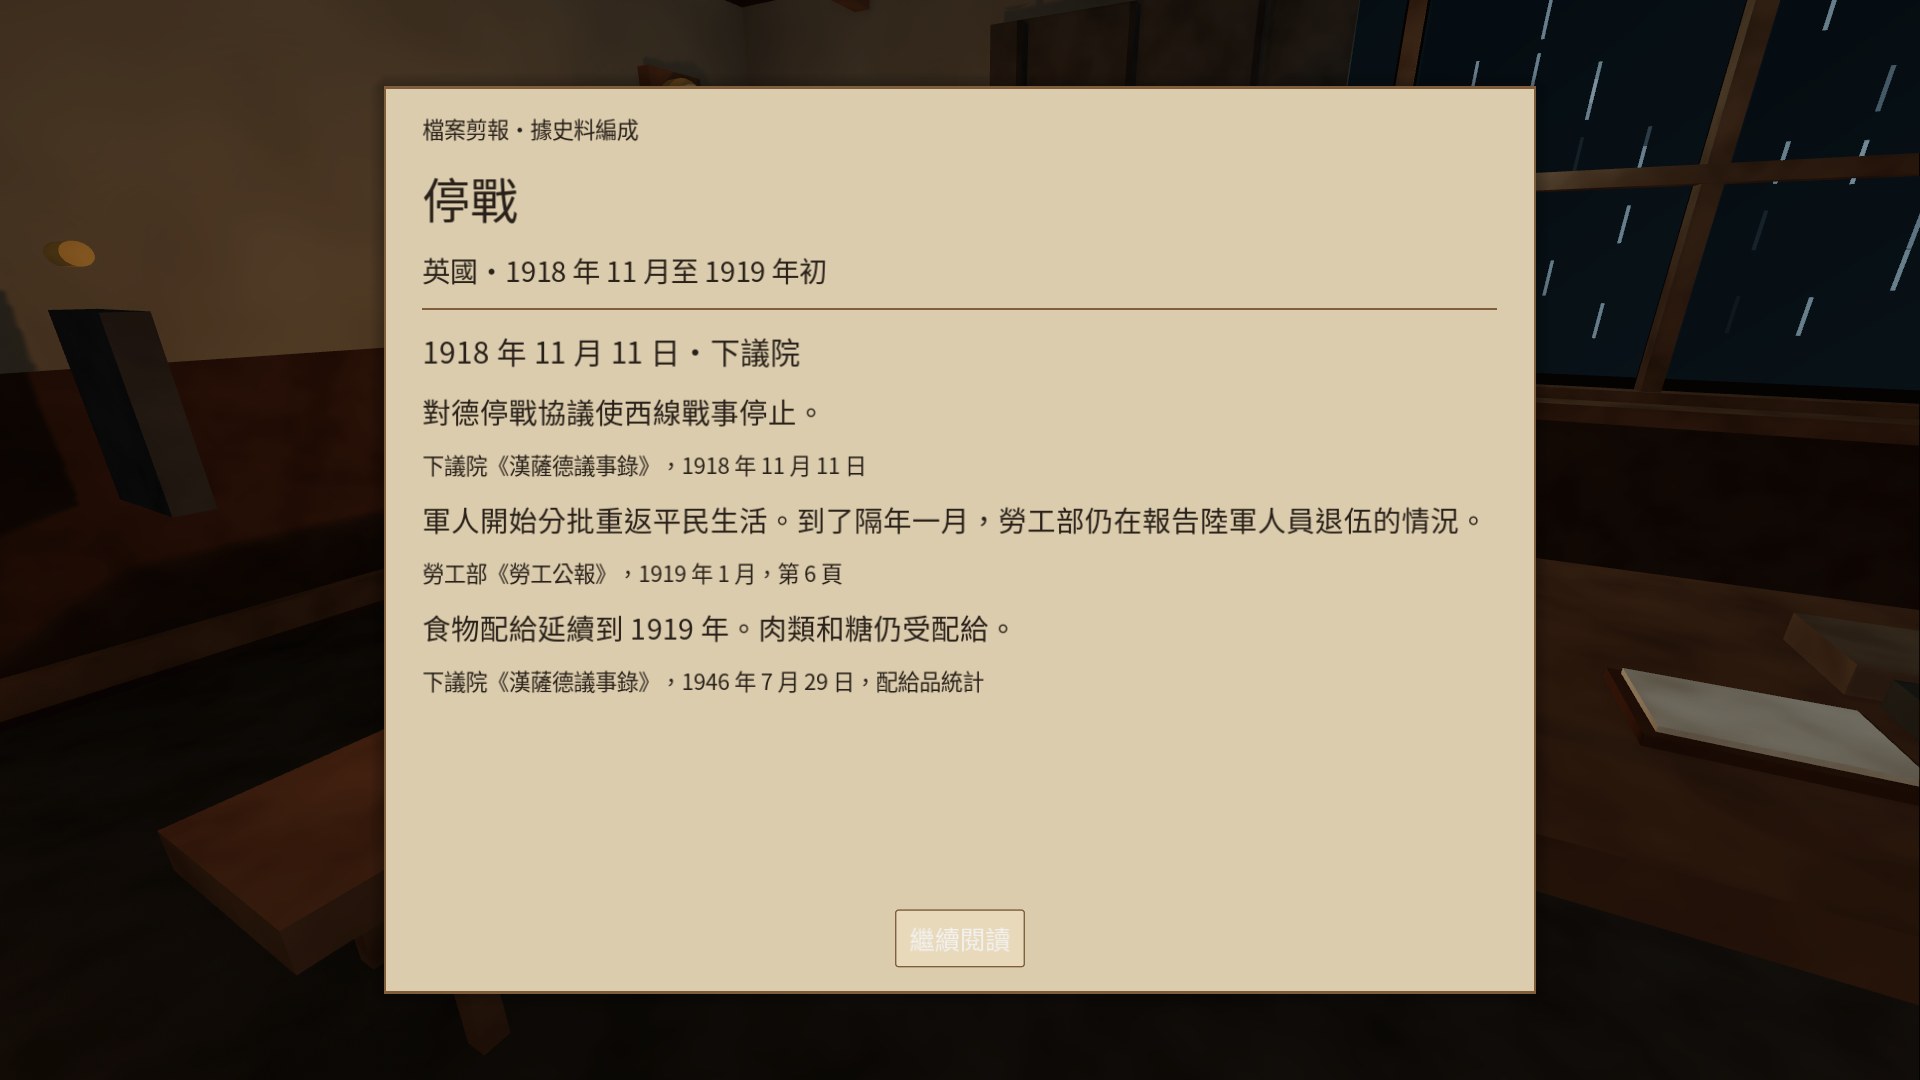 檔案剪報・據史料編成
停戰
英國・1918 年 11 月至 1919 年初
1918 年 11 月 11 日・下議院
對德停戰協議使西線戰事停止。
下議院《漢薩德議事錄》，1918 年 11 月 11 日
軍人開始分批重返平民生活。到了隔年一月，勞工部仍在報告陸軍人員退伍的情況。
勞工部《勞工公報》，1919 年 1 月，第 6 頁
食物配給延續到 1919 年。肉類和糖仍受配給。
下議院《漢薩德議事錄》，1946 年 7 月 29 日，配給品統計
繼續閱讀